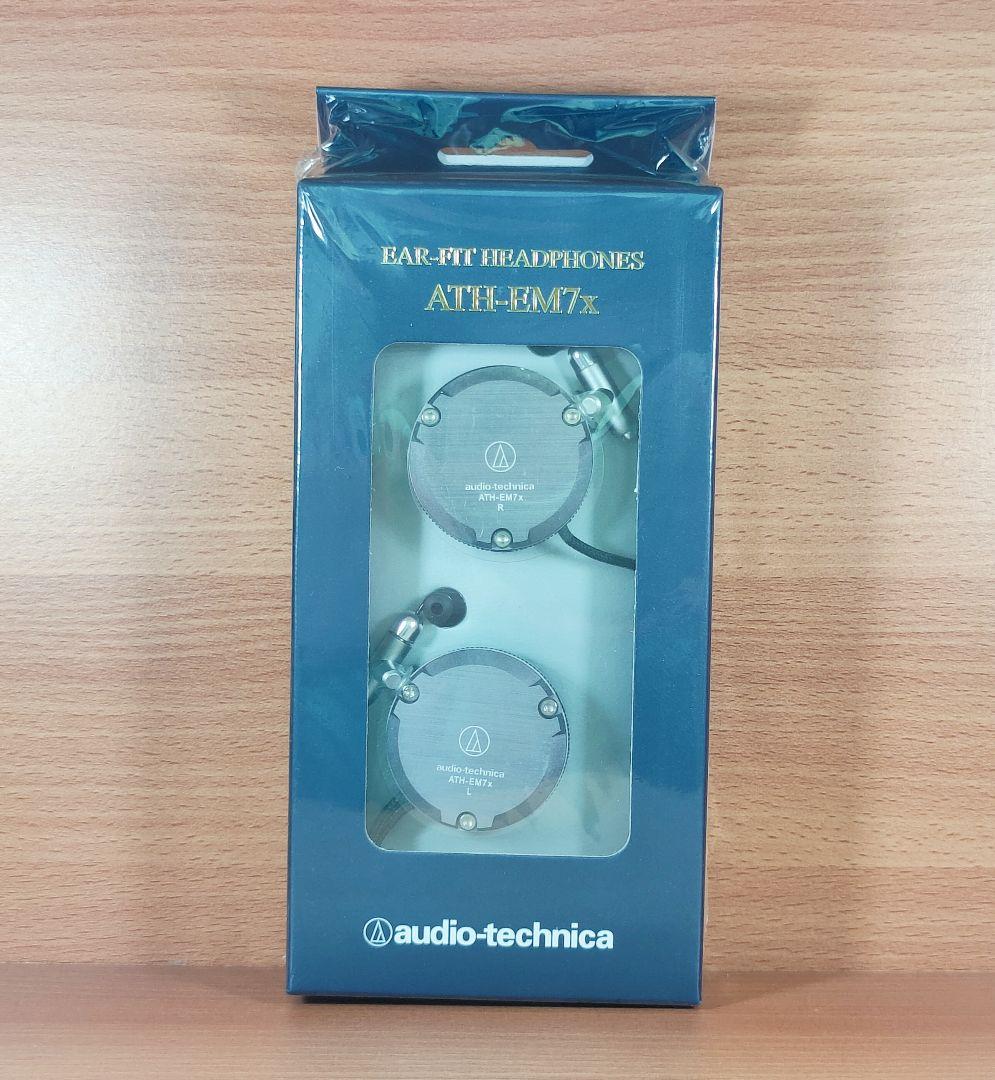 EAR-FIT HEADPHONES
ATH-EM7x
audio-technica
ATH-EM7x
R
audio-technica
ATH-EM7x
L
audio-technica